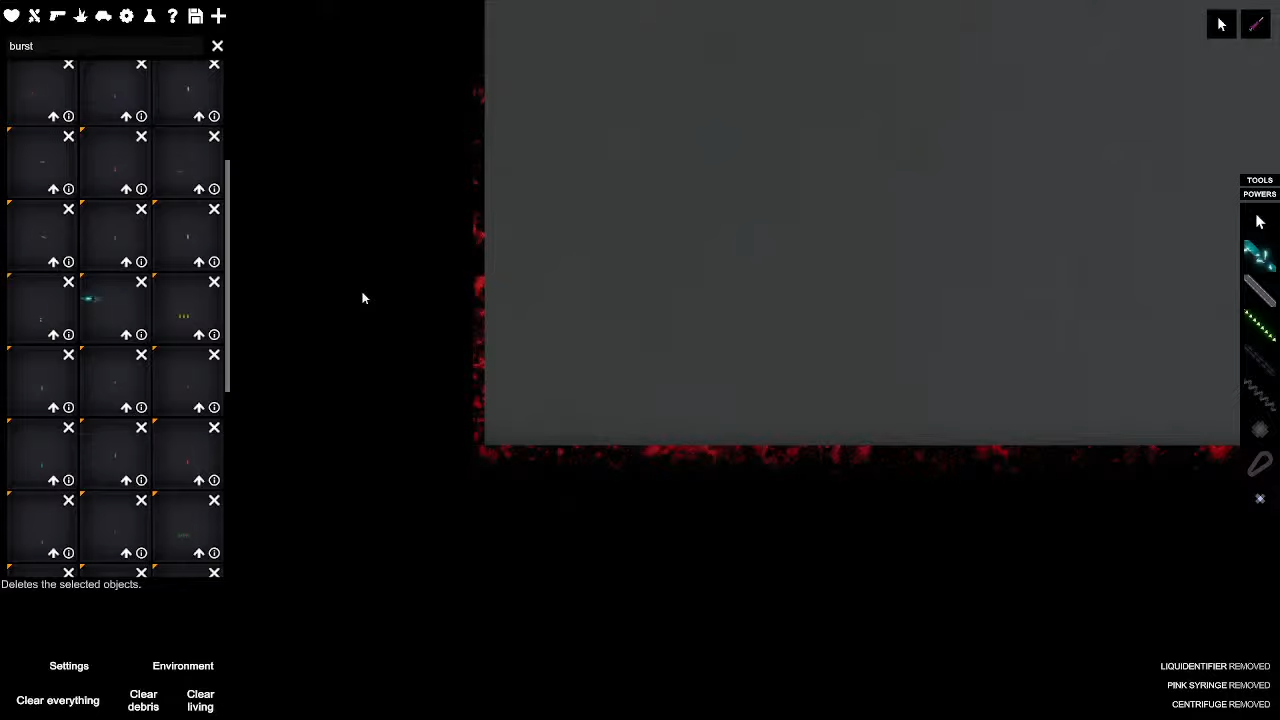 burst
TOOLS
POWERS
Deletes the selected objects.
Settings
Environment
Clear everything
Clear
debris
Clear
living
LIQUIDENTIFIER REMOVED
PINK SYRINGE REMOVED
CENTRIFUGE REMOVED